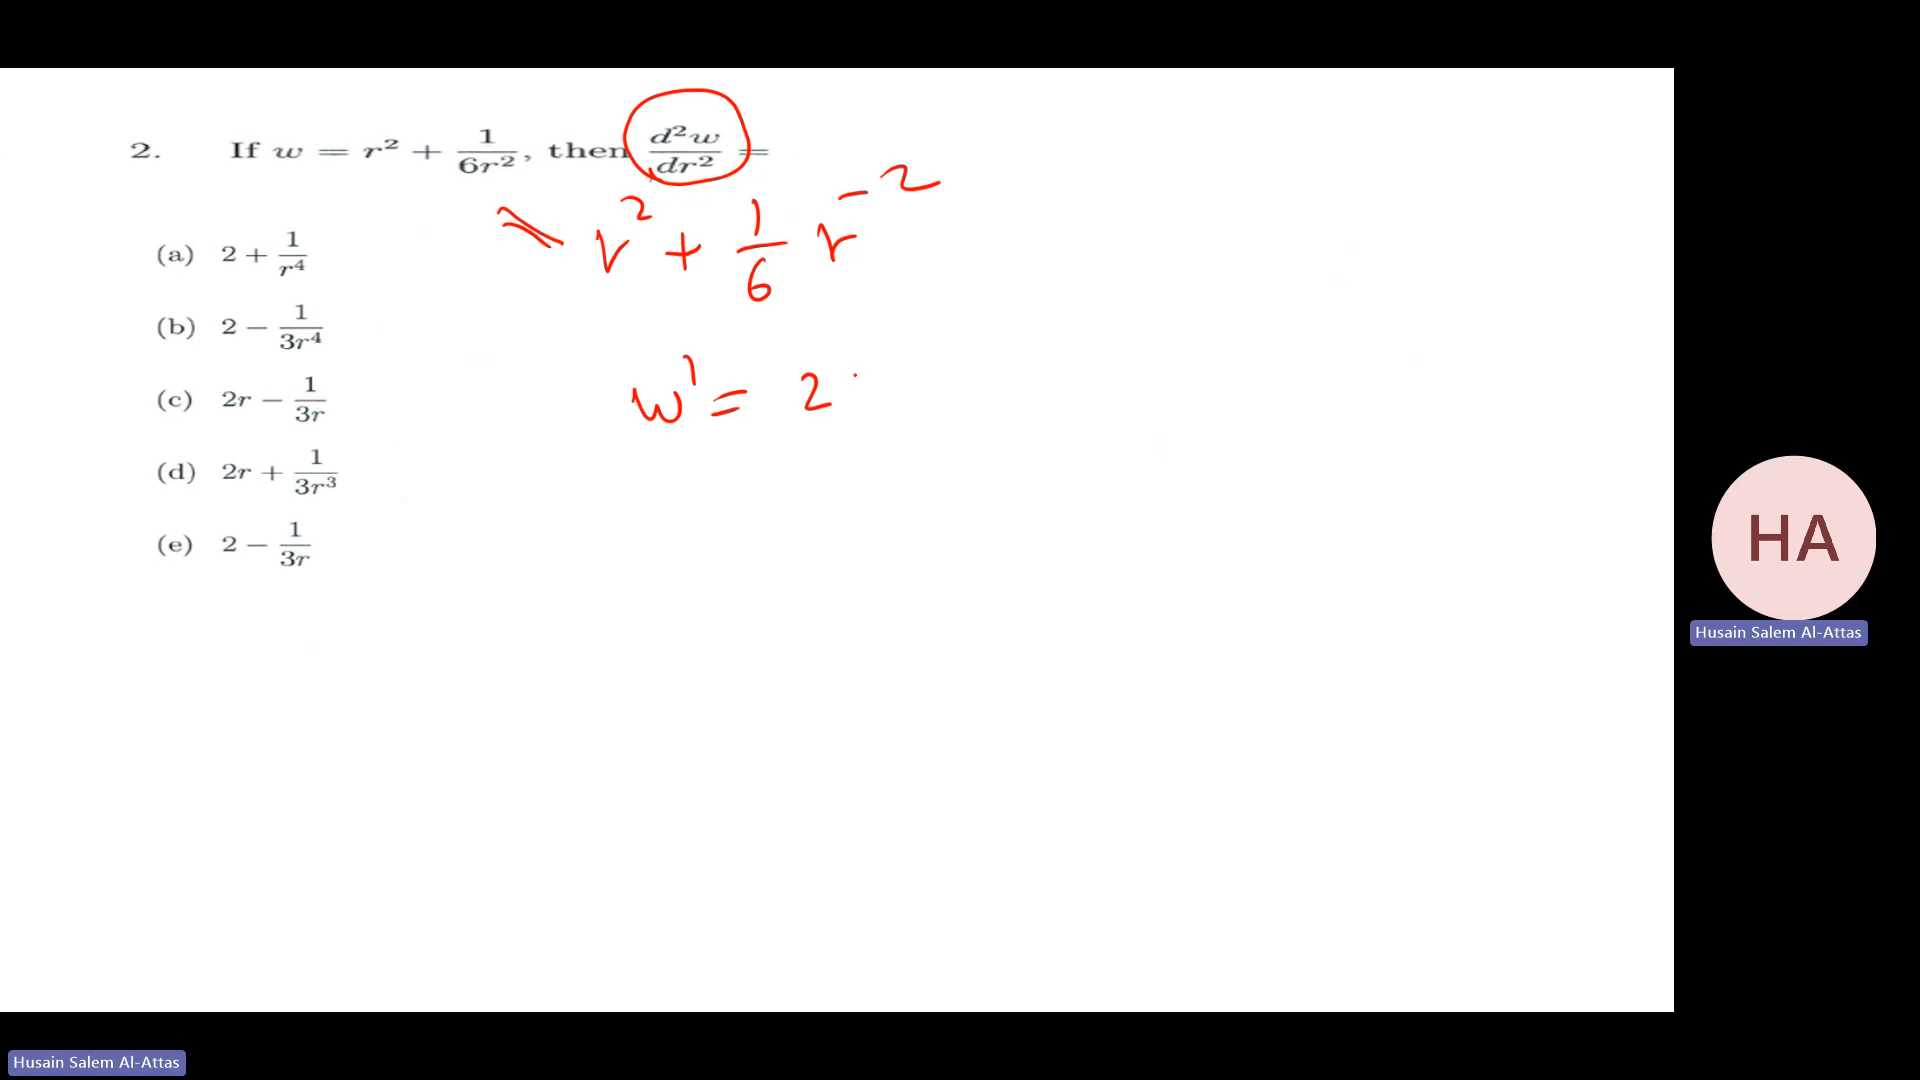 2. If w = r² + 1/6r², then d²w/dr² =
= r² + 1/6 r⁻²
(a) 2 + 1/r⁴
(b) 2 − 1/3r⁴
w' = 2
(c) 2r − 1/3r
(d) 2r + 1/3r³
(e) 2 − 1/3r
HA
Husain Salem Al-Attas
Husain Salem Al-Attas